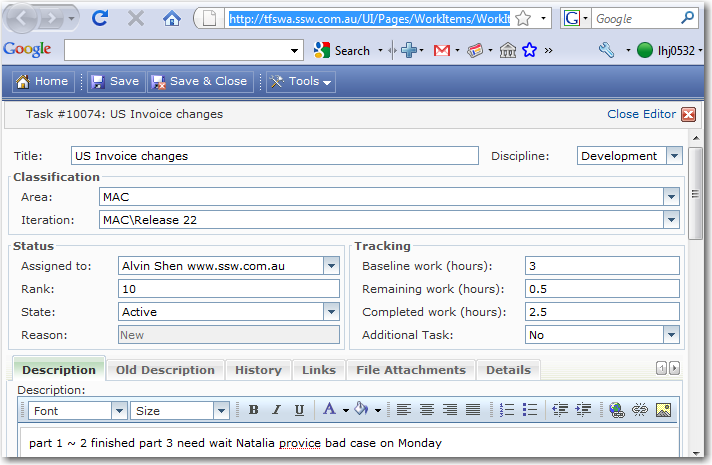 http://tfswa.ssw.com.au/UI/Pages/WorkItems/WorkIt
G Google
Google Search lhj0532
Home Save Save & Close Tools
Task #10074: US Invoice changes Close Editor
Title: US Invoice changes Discipline: Development
Classification
Area: MAC
Iteration: MAC\Release 22
Status Tracking
Assigned to: Alvin Shen www.ssw.com.au Baseline work (hours): 3
Rank: 10 Remaining work (hours): 0.5
State: Active Completed work (hours): 2.5
Reason: New Additional Task: No
Description Old Description History Links File Attachments Details
Description:
Font Size B I U A
part 1 ~ 2 finished part 3 need wait Natalia provice bad case on Monday